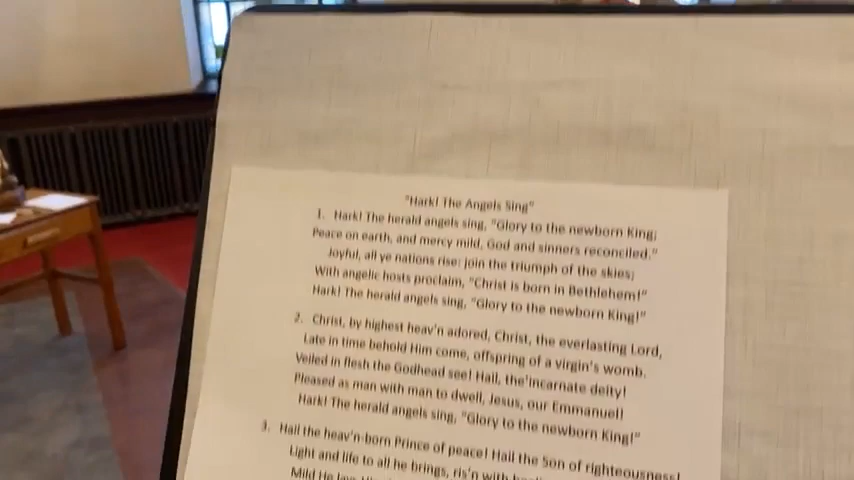 "Hark! The Angels Sing"
1. Hark! The herald angels sing, "Glory to the newborn King;
Peace on earth, and mercy mild, God and sinners reconciled."
Joyful, all ye nations rise! Join the triumph of the skies;
With angelic hosts proclaim, "Christ is born in Bethlehem!"
Hark! The herald angels sing, "Glory to the newborn King!"
2. Christ, by highest heav'n adored, Christ, the everlasting Lord,
Late in time behold Him come, offspring of a virgin's womb.
Veiled in flesh the Godhead see! Hail, the'incarnate deity!
Pleased as man with man to dwell, Jesus, our Emmanuel!
Hark! The herald angels sing, "Glory to the newborn King!"
3. Hail the heav'n-born Prince of peace! Hail the Son of righteousness!
Light and life to all he brings, ris'n with
Mild He